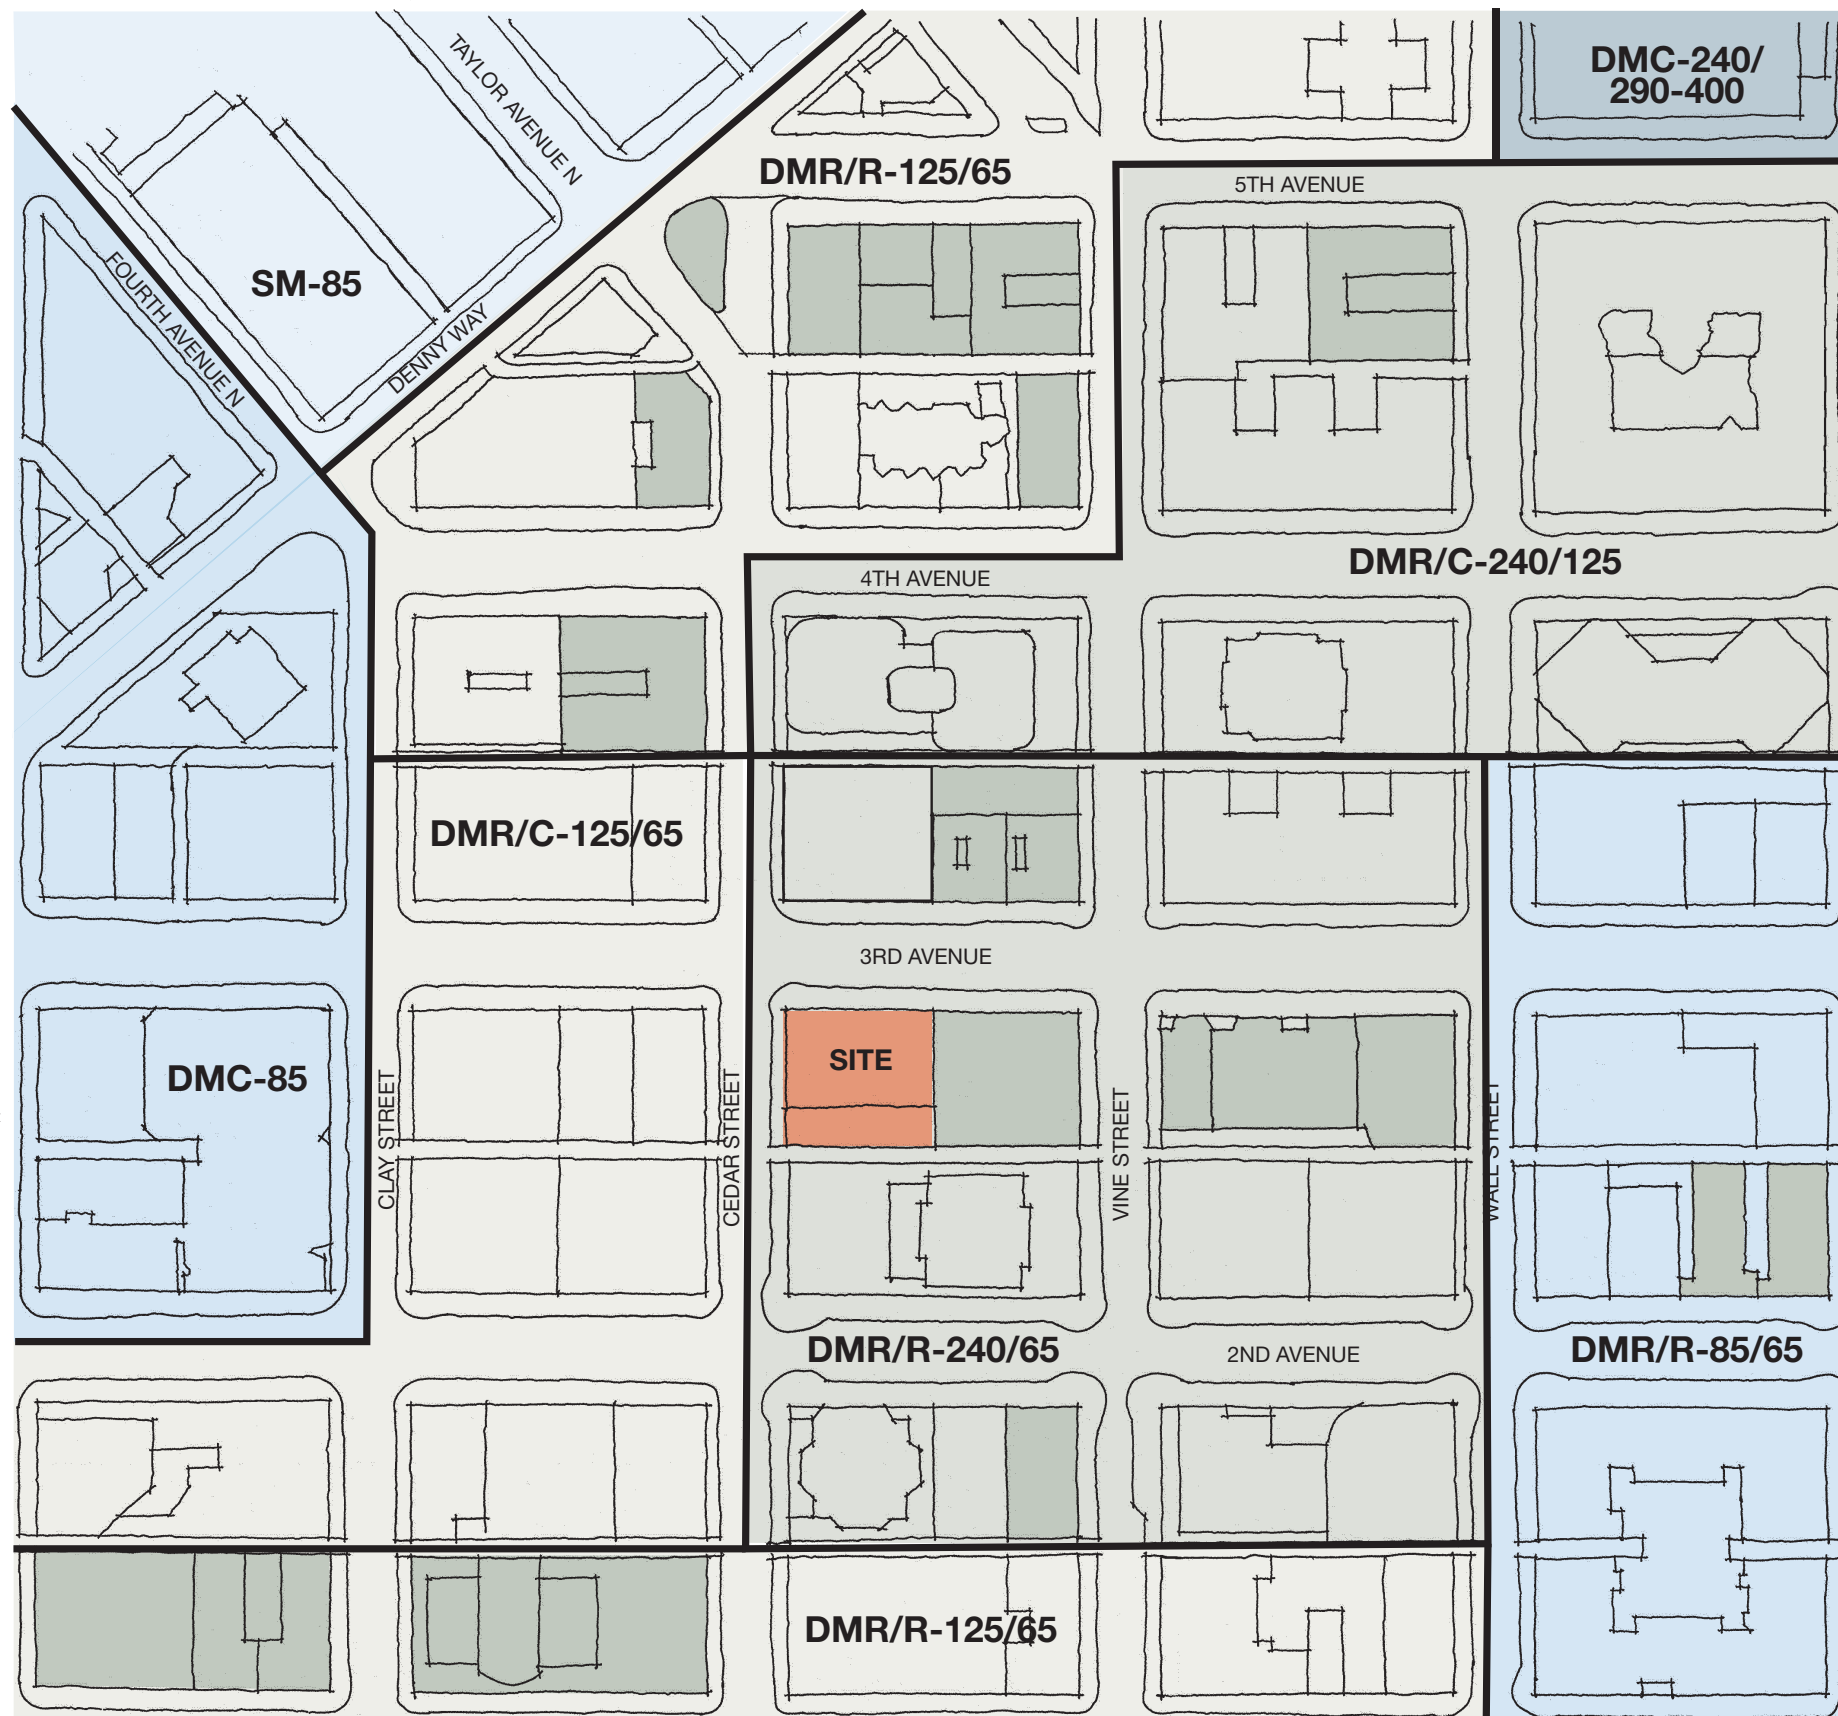 TAYLOR AVENUE N
DMC-240/
290-400
DMR/R-125/65
5TH AVENUE
FOURTH AVENUE N
SM-85
DENNY WAY
DMR/C-240/125
4TH AVENUE
DMR/C-125/65
3RD AVENUE
SITE
DMC-85
CLAY STREET
CEDAR STREET
VINE STREET
WALL STREET
DMR/R-240/65
2ND AVENUE
DMR/R-85/65
DMR/R-125/65